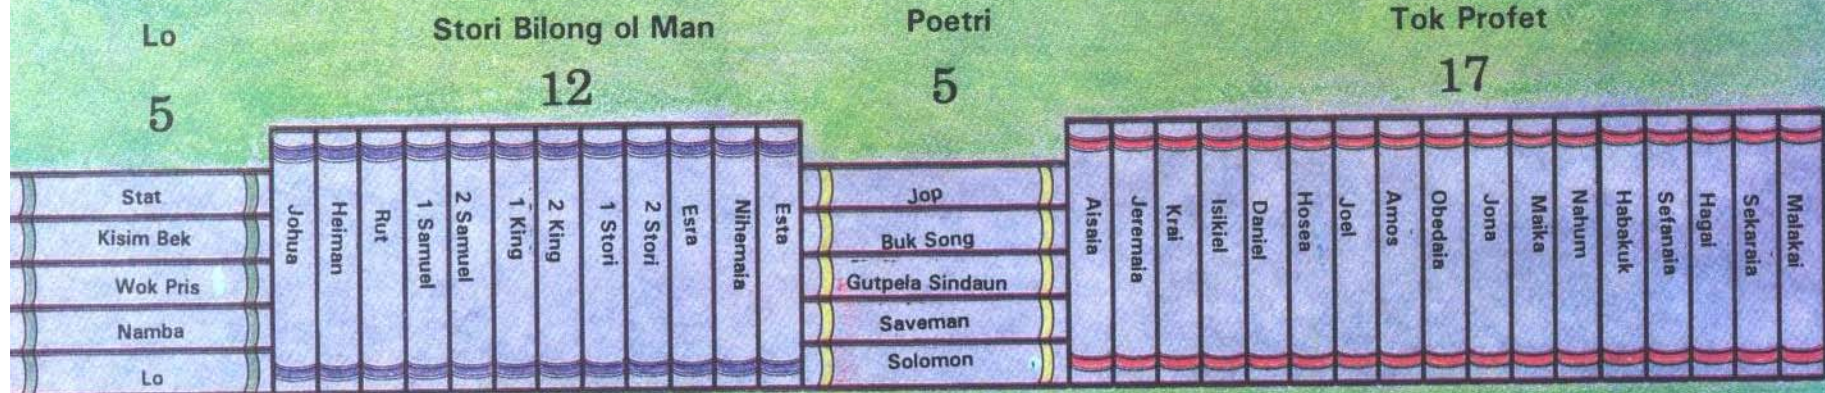 Lo
5
Stat
Kisim Bek
Wok Pris
Namba
Lo
Stori Bilong ol Man
12
Johua
Heiman
Rut
1 Samuel
2 Samuel
1 King
2 King
1 Stori
2 Stori
Esra
Nihemaia
Esta
Poetri
5
Jop
Buk Song
Gutpela Sindaun
Saveman
Solomon
Tok Profet
17
Aisaia
Jeremaia
Krai
Isikiel
Daniel
Hosea
Joel
Amos
Obedaia
Jona
Maika
Nahum
Habakuk
Sefanaia
Hagai
Sekaraia
Malakai